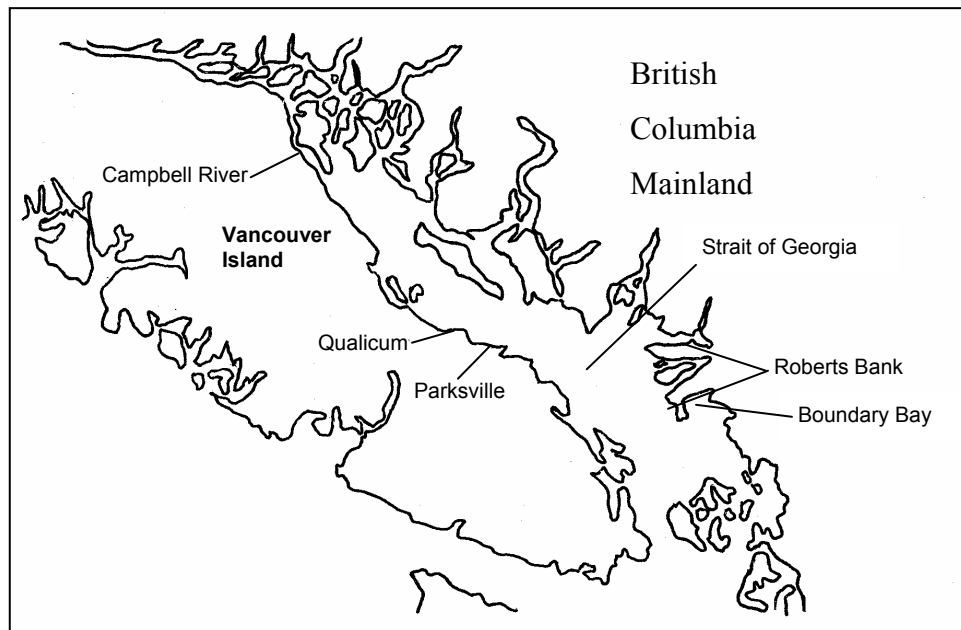 British
Columbia
Mainland
Campbell River
Vancouver
Island
Strait of Georgia
Qualicum
Parksville
Roberts Bank
Boundary Bay